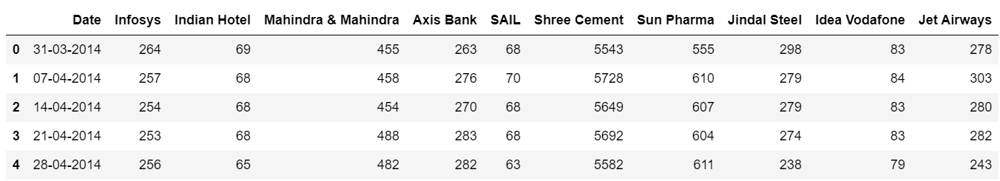 Date Infosys Indian Hotel Mahindra & Mahindra Axis Bank SAIL Shree Cement Sun Pharma Jindal Steel Idea Vodafone Jet Airways
0 31-03-2014 264 69 455 263 68 5543 555 298 83 278
1 07-04-2014 257 68 458 276 70 5728 610 279 84 303
2 14-04-2014 254 68 454 270 68 5649 607 279 83 280
3 21-04-2014 253 68 488 283 68 5692 604 274 83 282
4 28-04-2014 256 65 482 282 63 5582 611 238 79 243